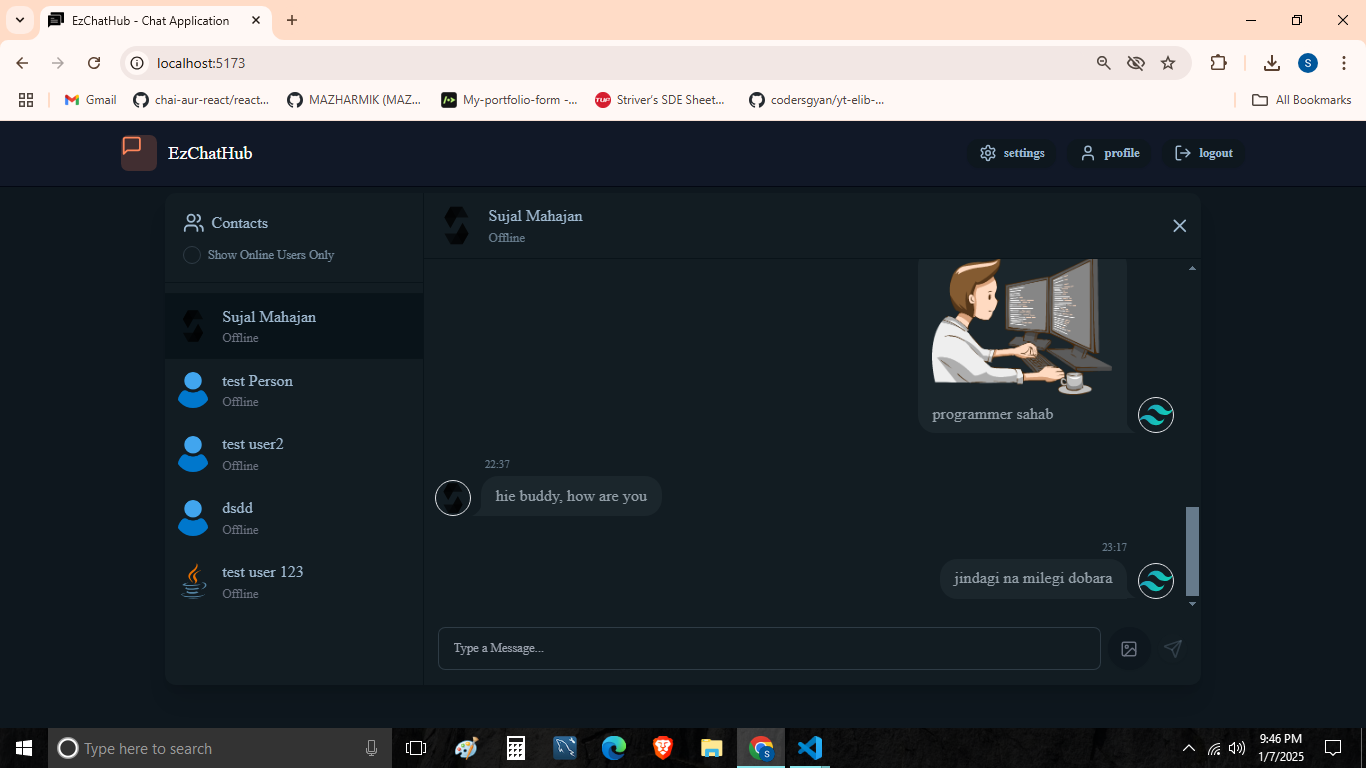 EzChatHub - Chat Application
localhost:5173
S
Gmail
chai-aur-react/react...
MAZHARMIK (MAZ...
My-portfolio-form -...
TUF
Striver's SDE Sheet...
codersgyan/yt-elib-...
All Bookmarks
EzChatHub
settings
profile
logout
Contacts
Show Online Users Only
Sujal Mahajan
Offline
test Person
Offline
test user2
Offline
dsdd
Offline
test user 123
Offline
Sujal Mahajan
Offline
programmer sahab
22:37
hie buddy, how are you
23:17
jindagi na milegi dobara
Type a Message...
Type here to search
S
9:46 PM
1/7/2025